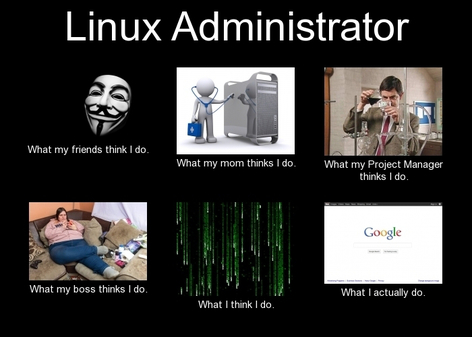 Linux Administrator
What my friends think I do.
What my mom thinks I do.
What my Project Manager
thinks I do.
What my boss thinks I do.
What I think I do.
Google
What I actually do.